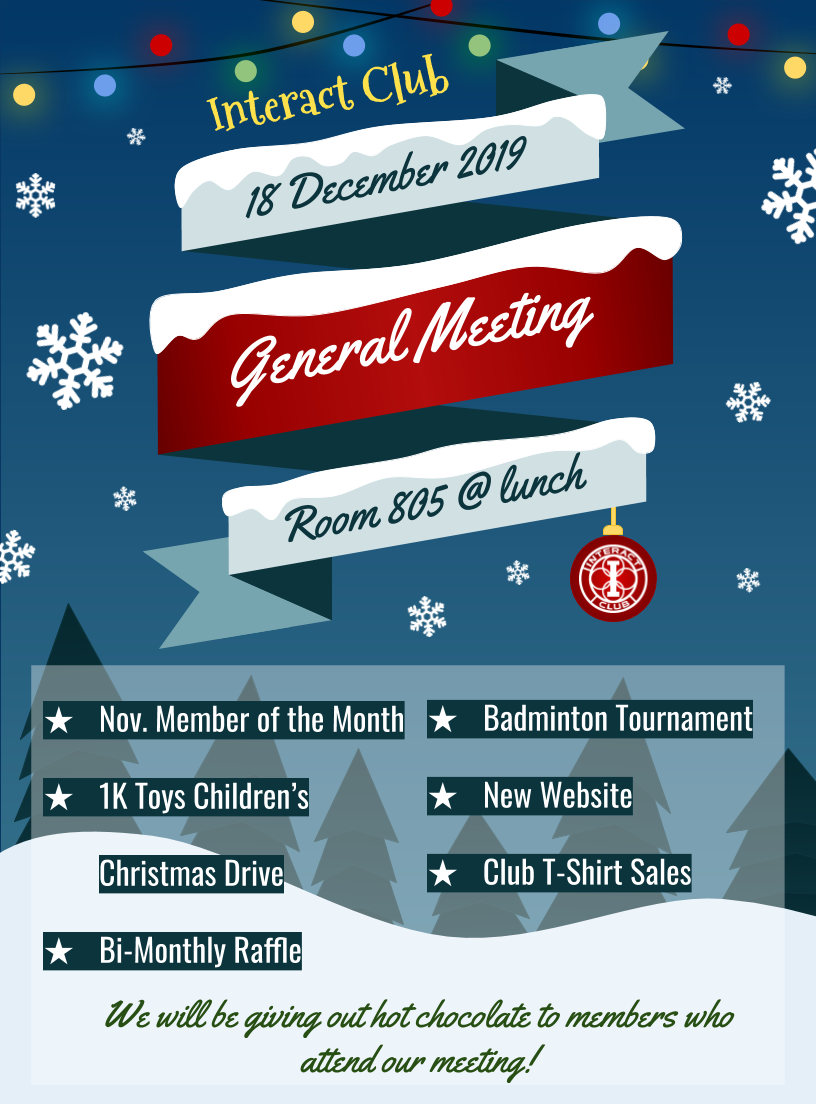 Interact Club
18 December 2019
General Meeting
Room 805 @ lunch
INTERACT
I
CLUB
★ Nov. Member of the Month
★ 1K Toys Children’s
Christmas Drive
★ Bi-Monthly Raffle
★ Badminton Tournament
★ New Website
★ Club T-Shirt Sales
We will be giving out hot chocolate to members who
attend our meeting!